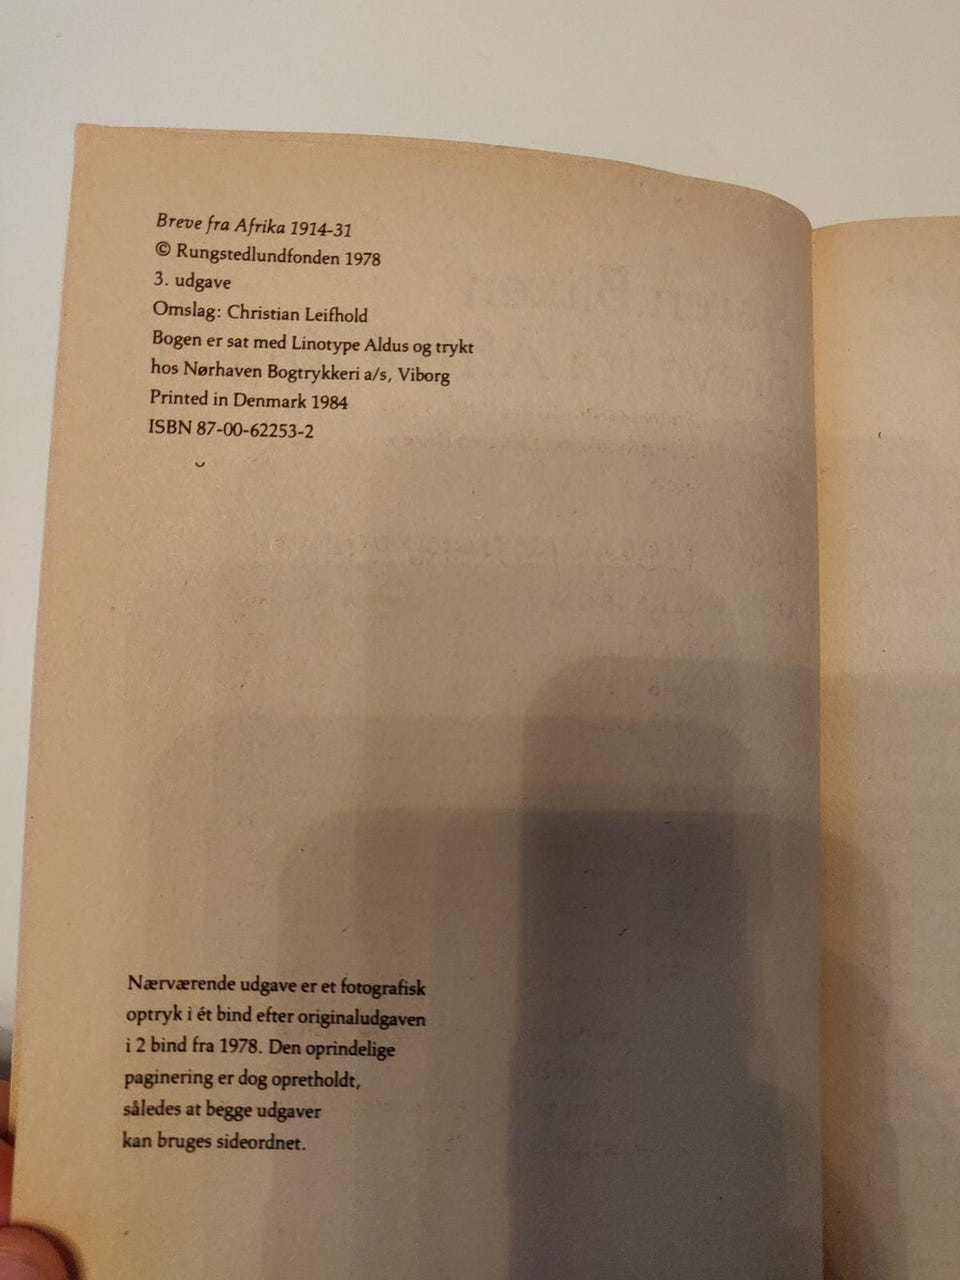 Breve fra Afrika 1914-31
© Rungstedlundfonden 1978
3. udgave
Omslag: Christian Leifhold
Bogen er sat med Linotype Aldus og trykt
hos Nørhaven Bogtrykkeri a/s, Viborg
Printed in Denmark 1984
ISBN 87-00-62253-2
Nærværende udgave er et fotografisk
optryk i ét bind efter originaludgaven
i 2 bind fra 1978. Den oprindelige
paginering er dog opretholdt,
således at begge udgaver
kan bruges sideordnet.